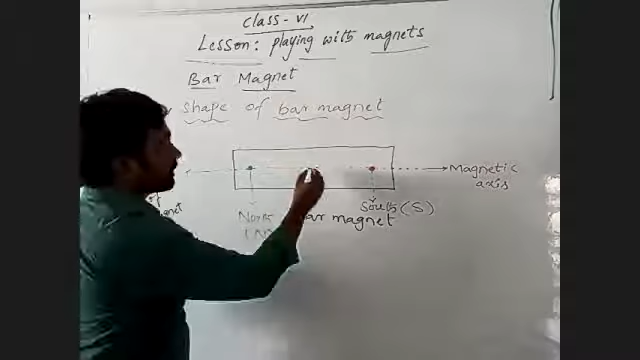 Class - VI
Lesson: playing with magnets
Bar Magnet
shape of bar magnet
Magnetic
axis
North
South (S)
Bar magnet